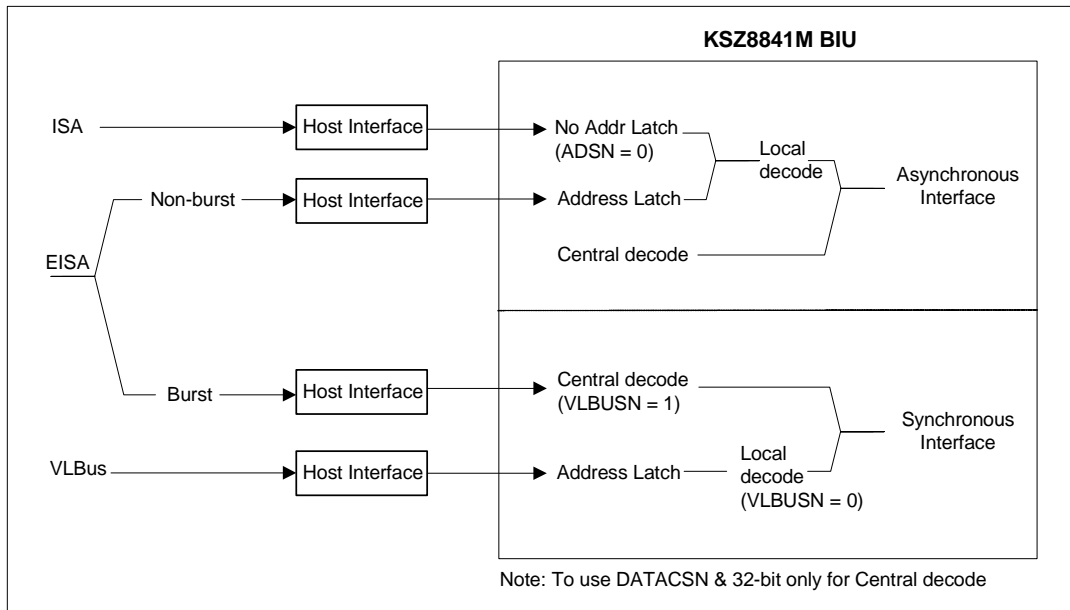 KSZ8841M BIU
ISA
Host Interface
No Addr Latch
(ADSN = 0)
Local
decode
Asynchronous
Interface
Non-burst
Host Interface
Address Latch
EISA
Central decode
Burst
Host Interface
Central decode
(VLBUSN = 1)
Synchronous
Interface
VLBus
Host Interface
Address Latch
Local
decode
(VLBUSN = 0)
Note: To use DATACSN & 32-bit only for Central decode